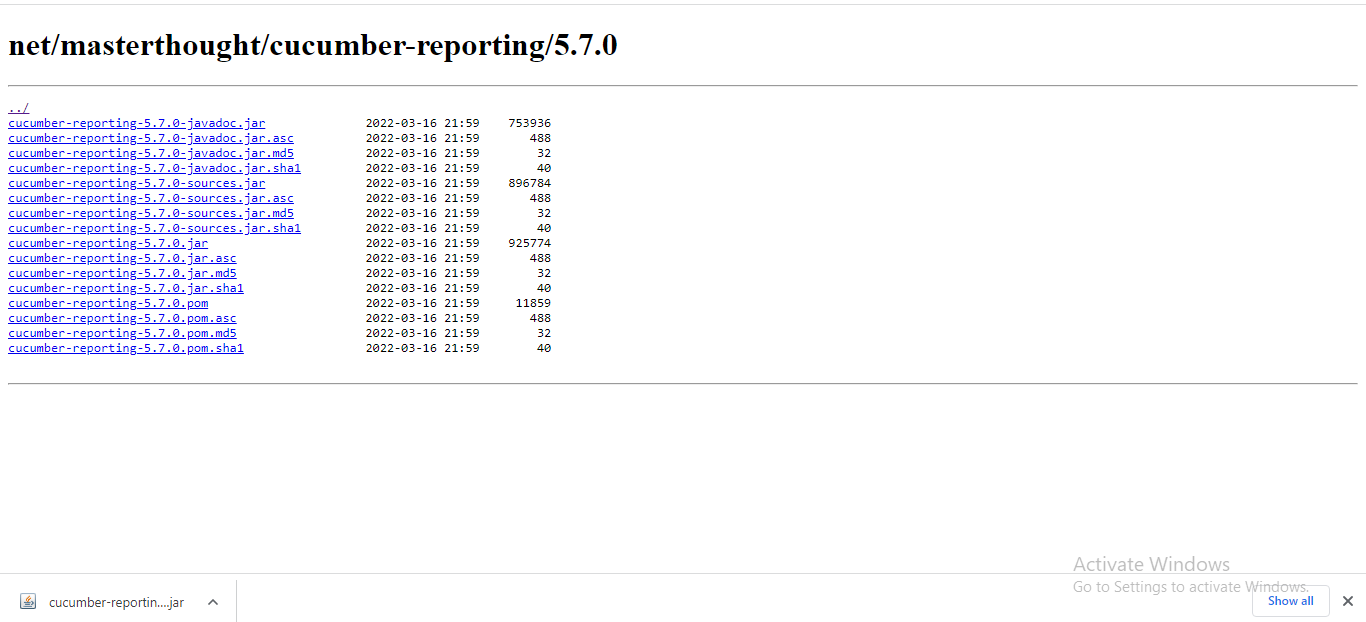 net/masterthought/cucumber-reporting/5.7.0
../
cucumber-reporting-5.7.0-javadoc.jar 2022-03-16 21:59 753936
cucumber-reporting-5.7.0-javadoc.jar.asc 2022-03-16 21:59 488
cucumber-reporting-5.7.0-javadoc.jar.md5 2022-03-16 21:59 32
cucumber-reporting-5.7.0-javadoc.jar.sha1 2022-03-16 21:59 40
cucumber-reporting-5.7.0-sources.jar 2022-03-16 21:59 896784
cucumber-reporting-5.7.0-sources.jar.asc 2022-03-16 21:59 488
cucumber-reporting-5.7.0-sources.jar.md5 2022-03-16 21:59 32
cucumber-reporting-5.7.0-sources.jar.sha1 2022-03-16 21:59 40
cucumber-reporting-5.7.0.jar 2022-03-16 21:59 925774
cucumber-reporting-5.7.0.jar.asc 2022-03-16 21:59 488
cucumber-reporting-5.7.0.jar.md5 2022-03-16 21:59 32
cucumber-reporting-5.7.0.jar.sha1 2022-03-16 21:59 40
cucumber-reporting-5.7.0.pom 2022-03-16 21:59 11859
cucumber-reporting-5.7.0.pom.asc 2022-03-16 21:59 488
cucumber-reporting-5.7.0.pom.md5 2022-03-16 21:59 32
cucumber-reporting-5.7.0.pom.sha1 2022-03-16 21:59 40
Activate Windows
Go to Settings to activate Windows.
cucumber-reportin....jar
Show all